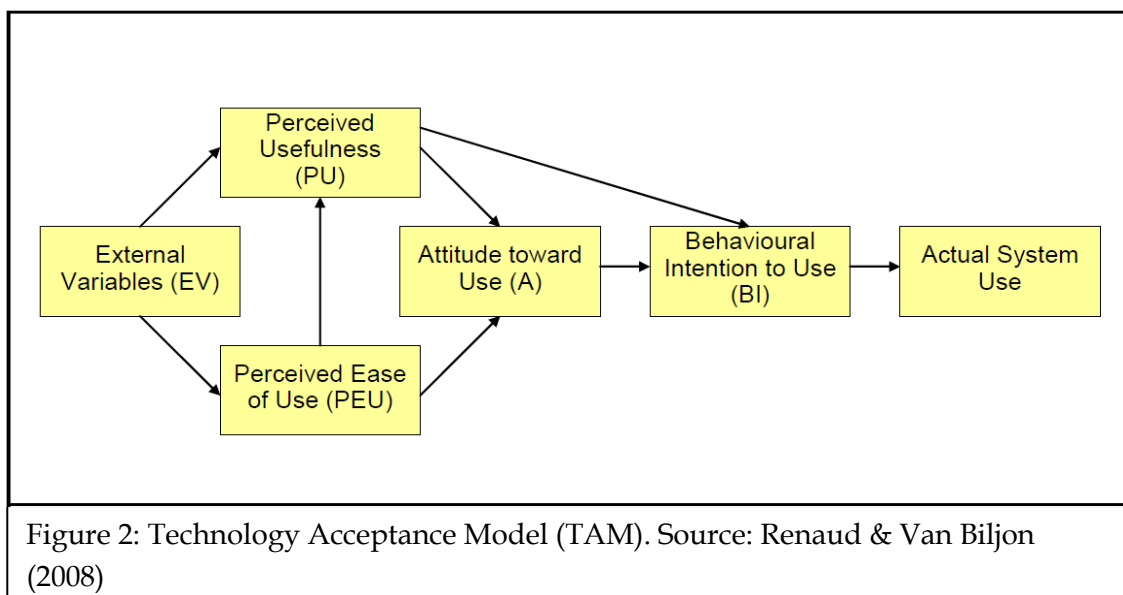 Perceived
Usefulness
(PU)
External
Variables (EV)
Attitude toward
Use (A)
Behavioural
Intention to Use
(BI)
Actual System
Use
Perceived Ease
of Use (PEU)
Figure 2: Technology Acceptance Model (TAM). Source: Renaud & Van Biljon
(2008)